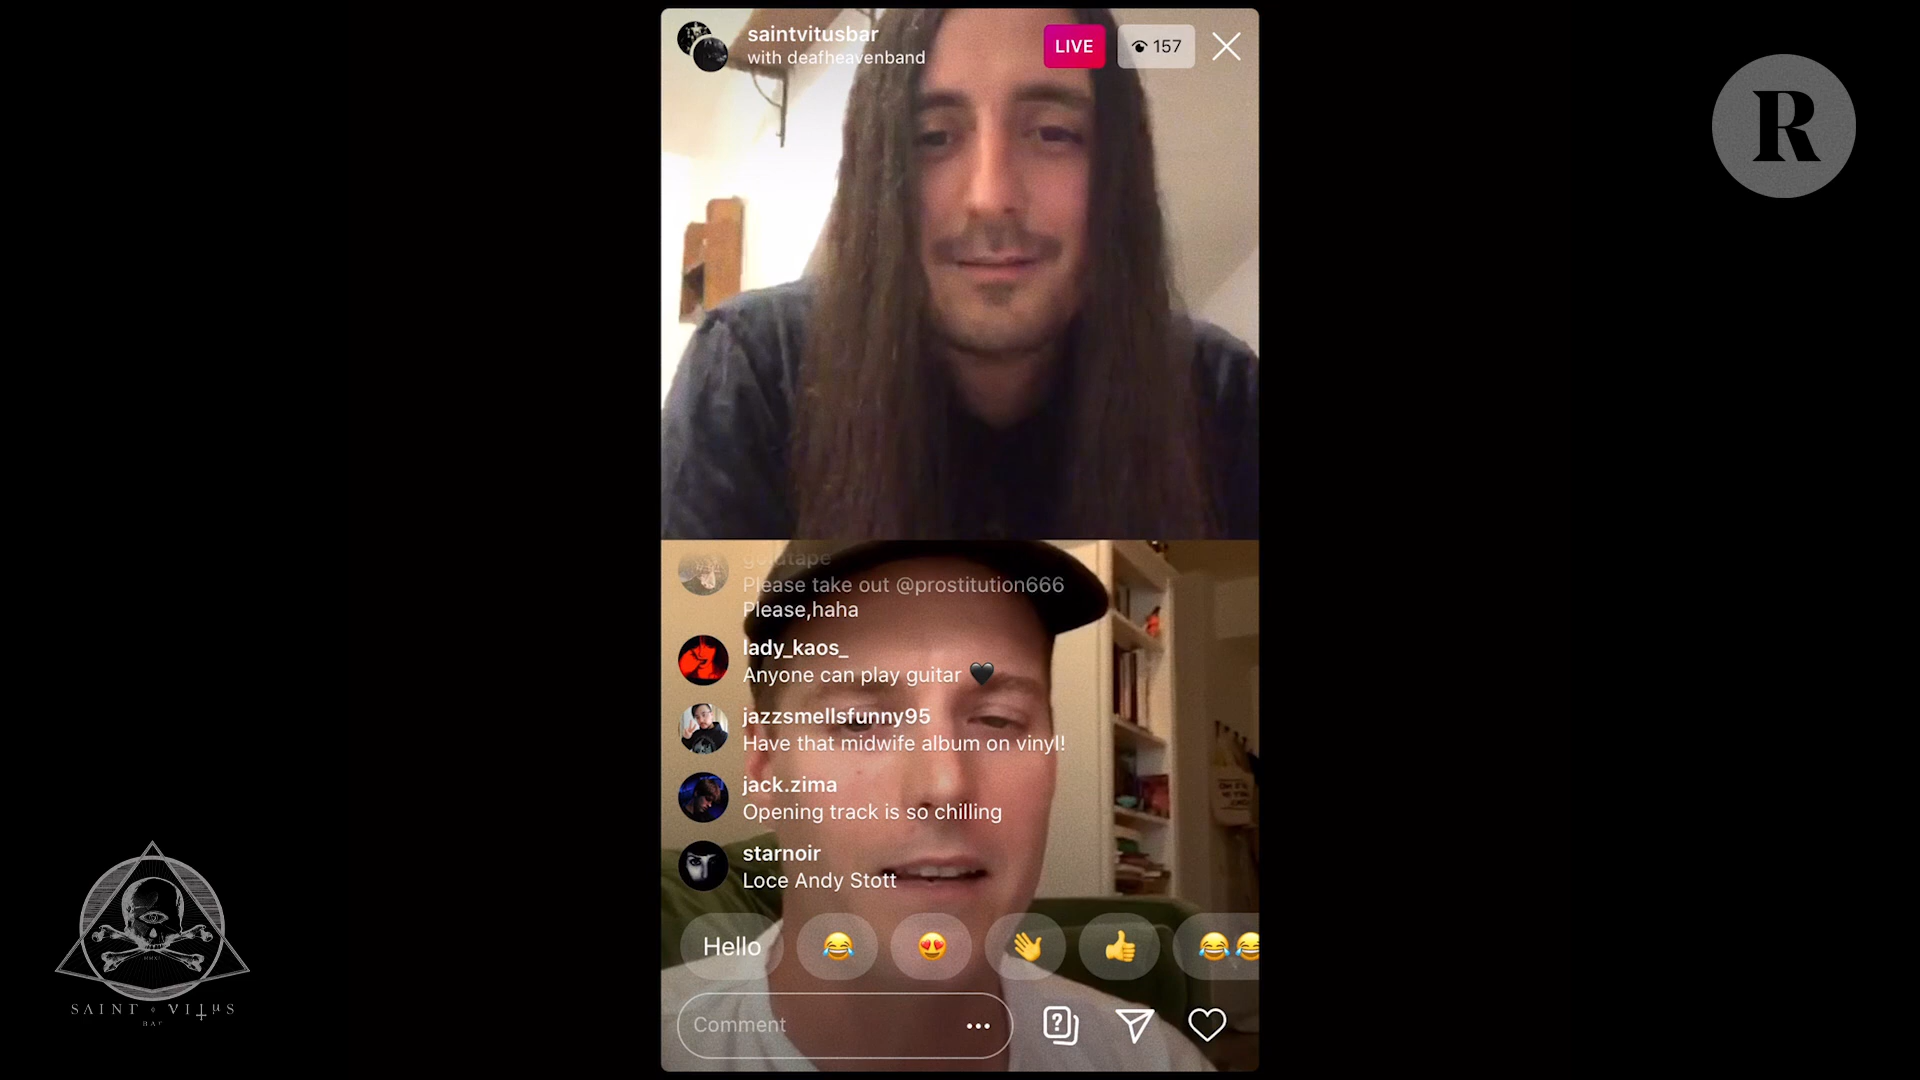 saintvitusbar
with deafheavenband
LIVE
157
R
goldtape
Please take out @prostitution666
Please,haha
lady_kaos_
Anyone can play guitar 🖤
jazzsmellsfunny95
Have that midwife album on vinyl!
jack.zima
Opening track is so chilling
starnoir
Loce Andy Stott
Hello 😂 😍 👋 👍 😂😂
Comment
SAINT VITUS
BAR